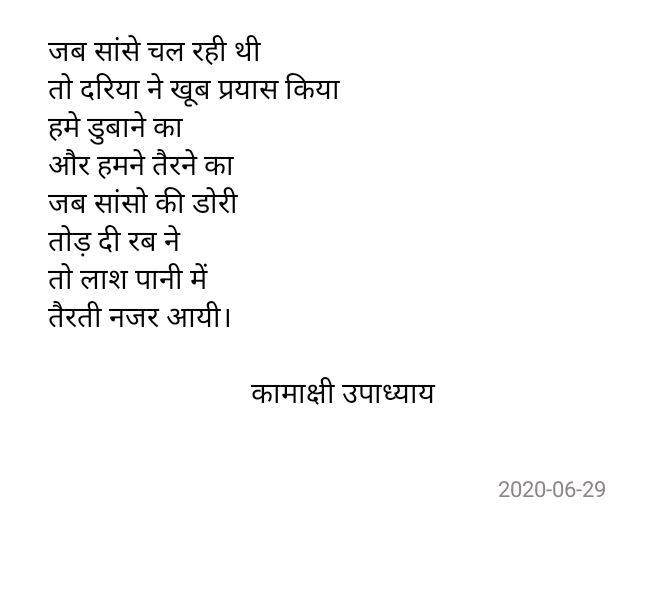 जब सांसे चल रही थी
तो दरिया ने खूब प्रयास किया
हमे डुबाने का
और हमने तैरने का
जब सांसो की डोरी
तोड़ दी रब ने
तो लाश पानी में
तैरती नजर आयी।
कामाक्षी उपाध्याय
2020-06-29